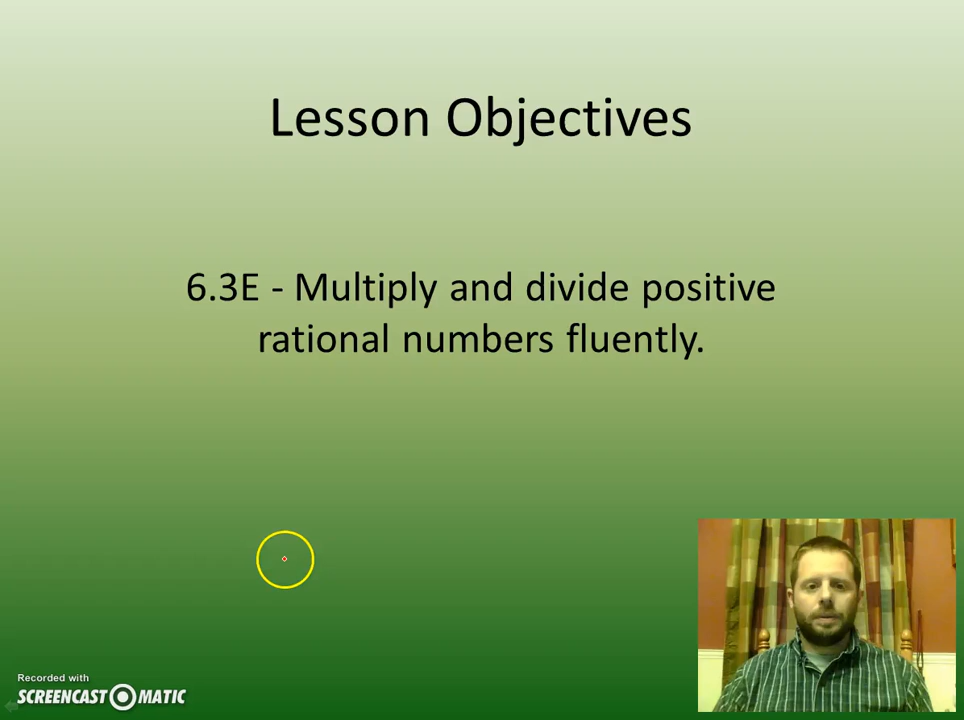 Lesson Objectives
6.3E - Multiply and divide positive
rational numbers fluently.
Recorded with
SCREENCAST MATIC